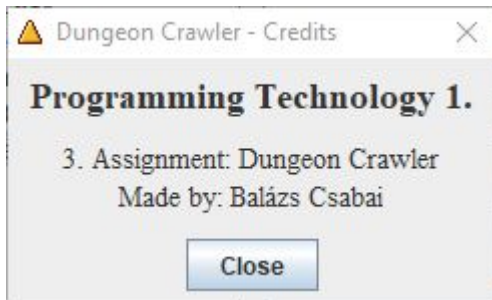 Dungeon Crawler - Credits
Programming Technology 1.
3. Assignment: Dungeon Crawler
Made by: Balázs Csabai
Close